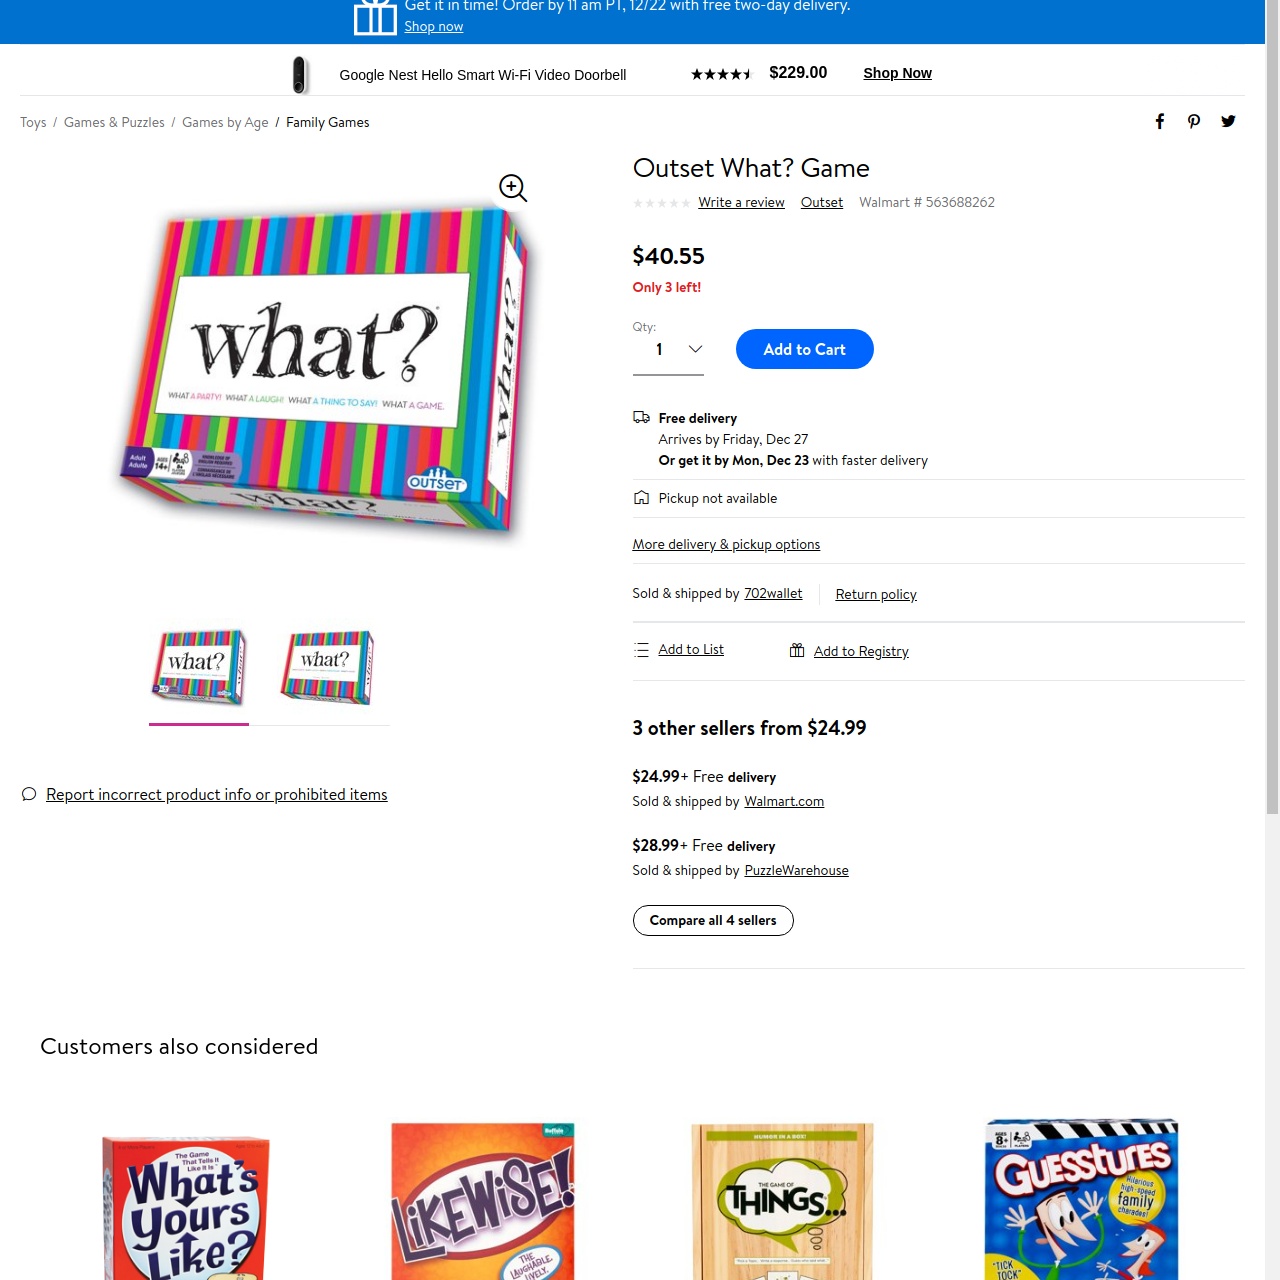 Get it in time! Order by 11 am PT, 12/22 with free two-day delivery.
Shop now
Google Nest Hello Smart Wi-Fi Video Doorbell $229.00 Shop Now
Toys / Games & Puzzles / Games by Age / Family Games
Outset What? Game
Write a review Outset Walmart # 563688262
$40.55
Only 3 left!
Qty:
1
Add to Cart
Free delivery
Arrives by Friday, Dec 27
Or get it by Mon, Dec 23 with faster delivery
Pickup not available
More delivery & pickup options
Sold & shipped by 702wallet Return policy
Add to List Add to Registry
3 other sellers from $24.99
$24.99+ Free delivery
Sold & shipped by Walmart.com
$28.99+ Free delivery
Sold & shipped by PuzzleWarehouse
Compare all 4 sellers
what?
WHAT A PARTY! WHAT A LAUGH! WHAT A THING TO SAY! WHAT A GAME.
Adult
Adulte
AGES
14+
OUTSET
what?
what?
what?
what?
Report incorrect product info or prohibited items
Customers also considered
The Game
That Tells It
Like It Is
What's
Yours
Like?
Buffalo
LIKEWISE!
THE
LAUGHABLE,
LIVELY,
HUMOR IN A BOX!
THE GAME OF
THINGS...
AGES
8+
GUESSTURES
Hilarious
high-speed
family
charades!
"TICK
TOCK"